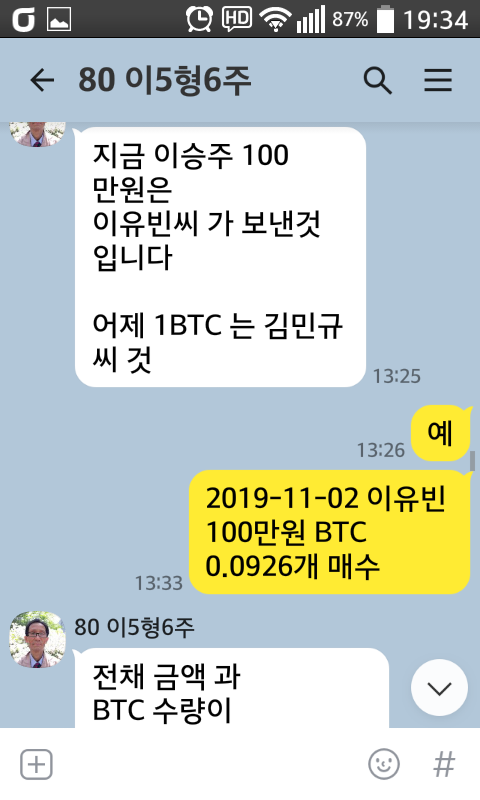 HD 87% 19:34
80 이5형6주
지금 이승주 100
만원은
이유빈씨 가 보낸것
입니다
어제 1BTC 는 김민규
씨 것
13:25
예
13:26
2019-11-02 이유빈
100만원 BTC
0.0926개 매수
13:33
80 이5형6주
전채 금액 과
BTC 수량이
#